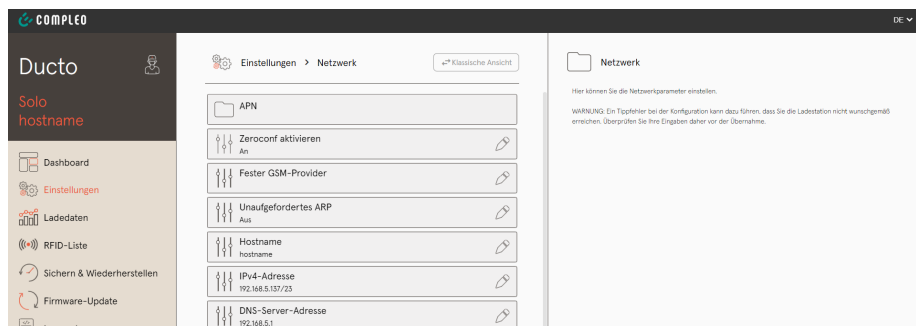 COMPLEO
DE
Ducto
Solo
hostname
Dashboard
Einstellungen
Ladedaten
RFID-Liste
Sichern & Wiederherstellen
Firmware-Update
Einstellungen > Netzwerk
Klassische Ansicht
APN
Zeroconf aktivieren
An
Fester GSM-Provider
Unaufgefordertes ARP
Aus
Hostname
hostname
IPv4-Adresse
192.168.5.137/23
DNS-Server-Adresse
192.168.5.1
Netzwerk
Hier können Sie die Netzwerkparameter einstellen.
WARNUNG: Ein Tippfehler bei der Konfiguration kann dazu führen, dass Sie die Ladestation nicht wunschgemäß
erreichen. Überprüfen Sie Ihre Eingaben daher vor der Übernahme.